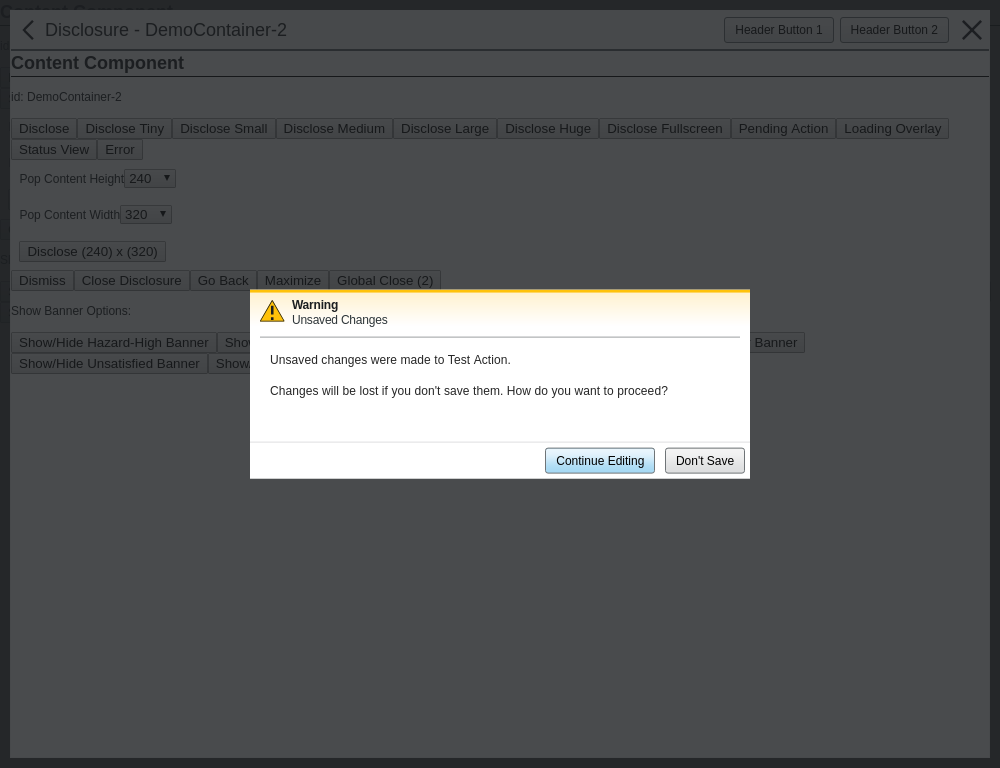 Disclosure - DemoContainer-2
Header Button 1
Header Button 2
Content Component
id: DemoContainer-2
Disclose Disclose Tiny Disclose Small Disclose Medium Disclose Large Disclose Huge Disclose Fullscreen Pending Action Loading Overlay
Status View Error
Pop Content Height 240
Pop Content Width 320
Disclose (240) x (320)
Dismiss Close Disclosure Go Back Maximize Global Close (2)
Warning
Unsaved Changes
Show Banner Options:
Show/Hide Hazard-High Banner Banner
Show/Hide Unsatisfied Banner
Unsaved changes were made to Test Action.
Changes will be lost if you don't save them. How do you want to proceed?
Continue Editing Don't Save